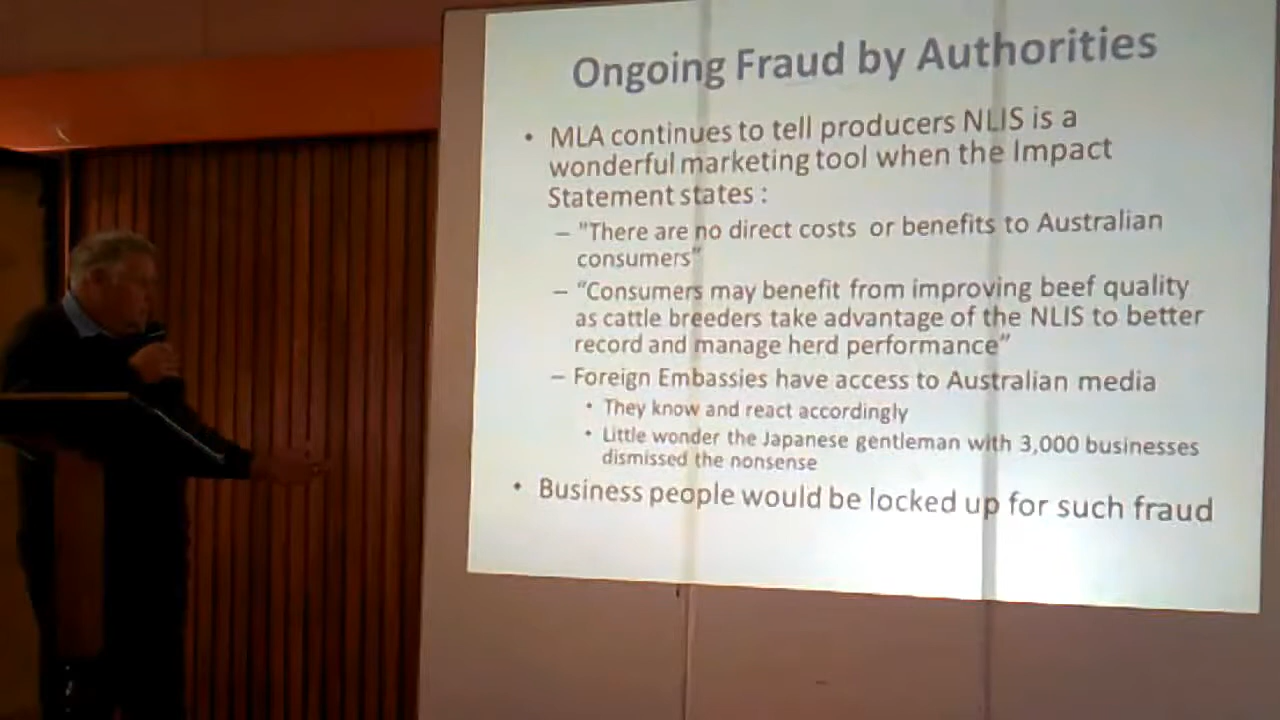 Ongoing Fraud by Authorities
• MLA continues to tell producers NLIS is a
wonderful marketing tool when the Impact
Statement states :
– "There are no direct costs or benefits to Australian
consumers"
– "Consumers may benefit from improving beef quality
as cattle breeders take advantage of the NLIS to better
record and manage herd performance"
– Foreign Embassies have access to Australian media
• They know and react accordingly
• Little wonder the Japanese gentleman with 3,000 businesses
dismissed the nonsense
• Business people would be locked up for such fraud